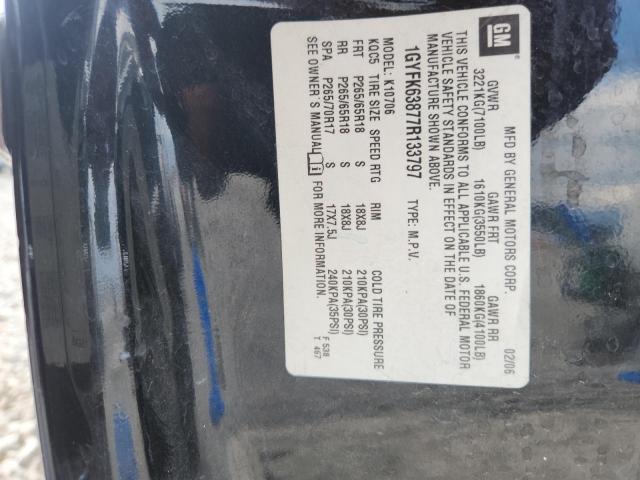 GM
MFD BY GENERAL MOTORS CORP. 02/06
GVWR GAWR FRT GAWR RR
3221KG(7100LB) 1610KG(3550LB) 1860KG(4100LB)
THIS VEHICLE CONFORMS TO ALL APPLICABLE U.S. FEDERAL MOTOR
VEHICLE SAFETY STANDARDS IN EFFECT ON THE DATE OF
MANUFACTURE SHOWN ABOVE.
1GYFK63877R133797 TYPE: M.P.V.
MODEL: K10706
KQC5 TIRE SIZE SPEED RTG RIM COLD TIRE PRESSURE
FRT P265/65R18 S 18X8J 210KPA(30PSI)
RR P265/65R18 S 18X8J 210KPA(30PSI)
SPA P265/70R17 S 17X7.5J 240KPA(35PSI)
SEE OWNER'S MANUAL FOR MORE INFORMATION.
F 538
T 467